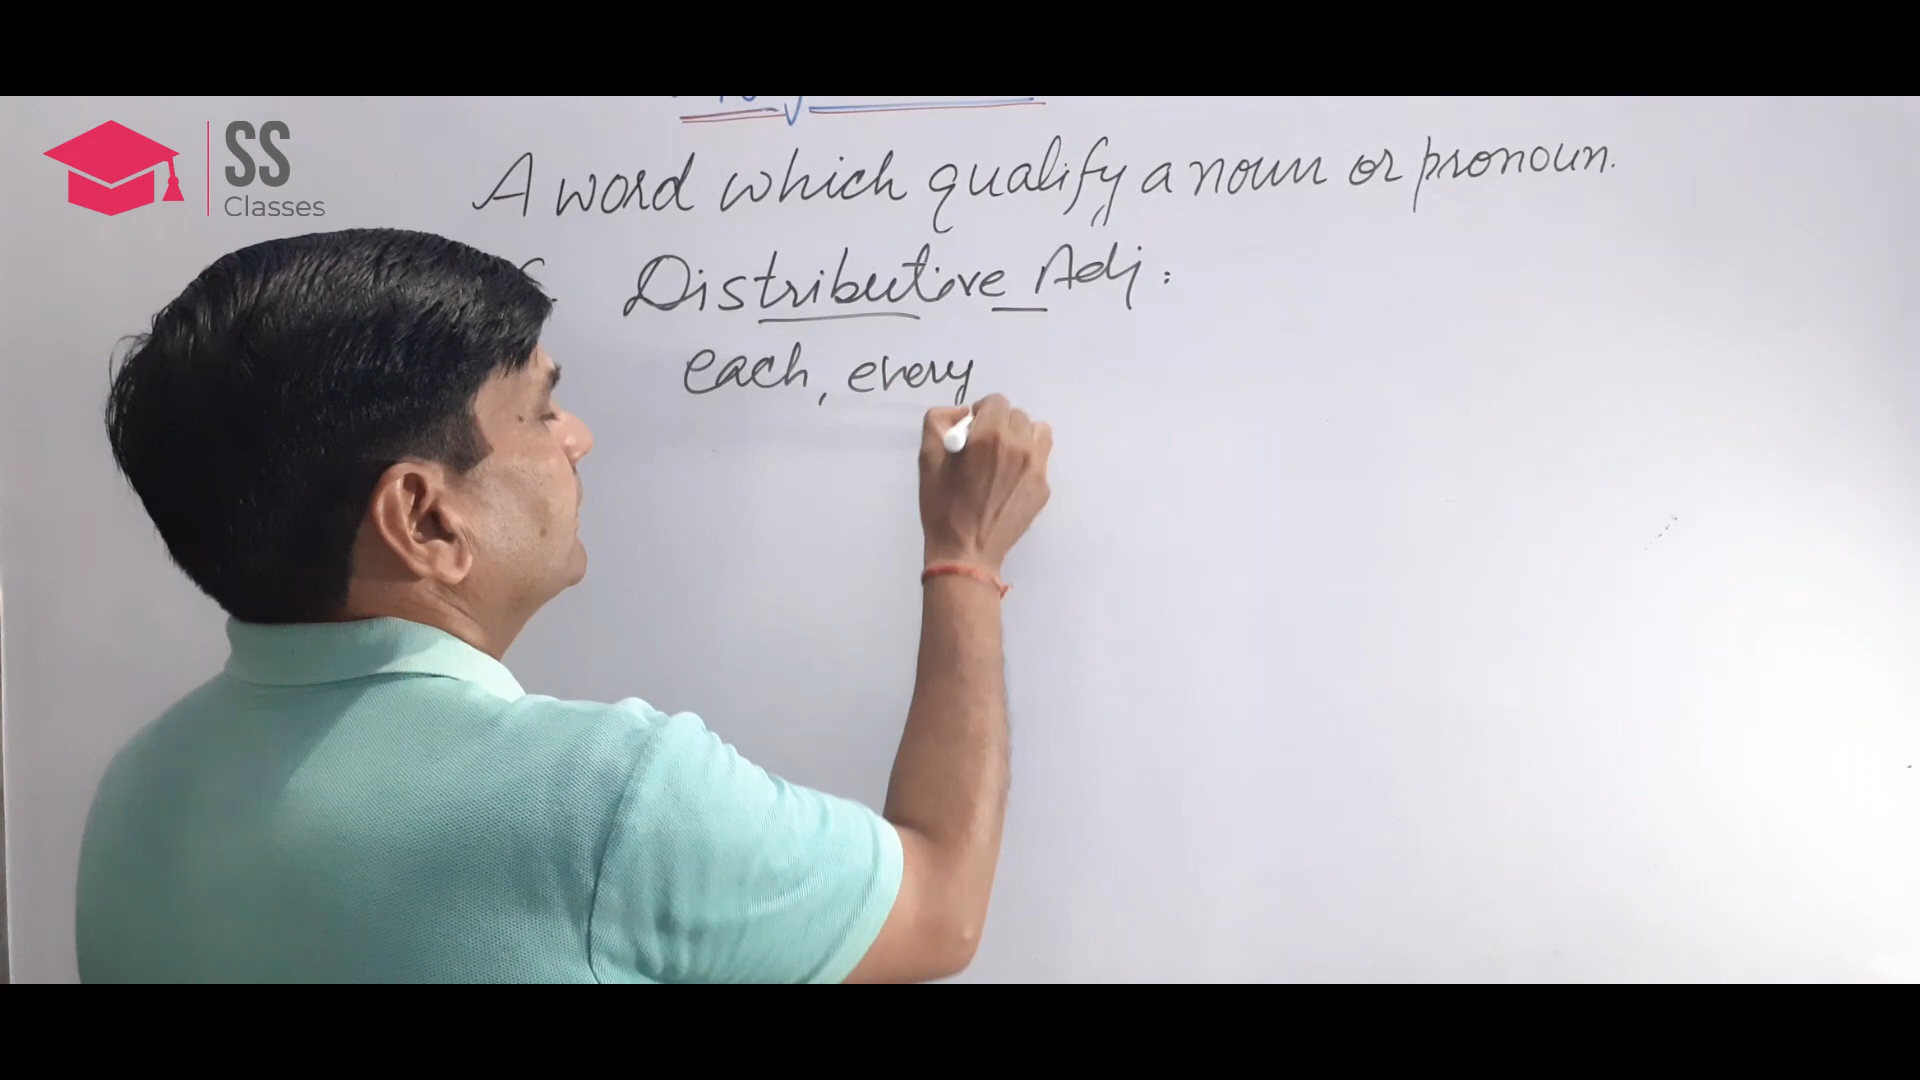 SS
Classes
A word which qualify a noun or pronoun.
Distributive Adj :
each, every